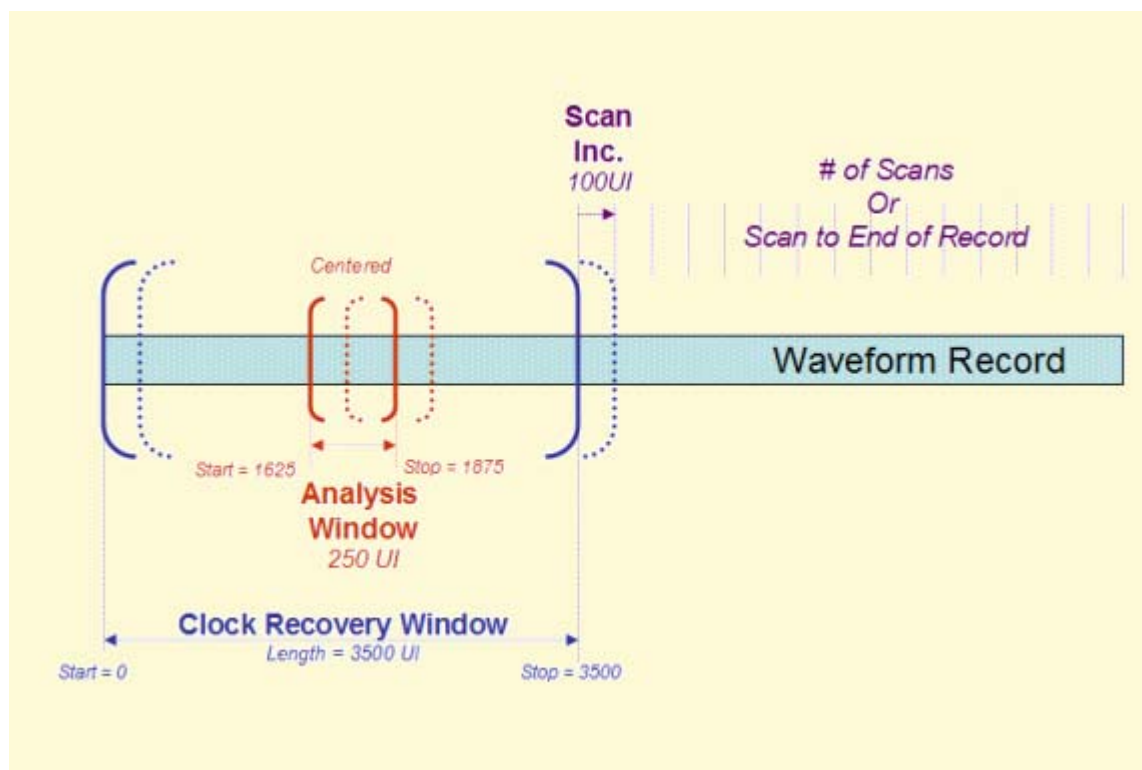 Scan
Inc.
100UI
# of Scans
Or
Scan to End of Record
Centered
Waveform Record
Start = 1625
Stop = 1875
Analysis
Window
250 UI
Clock Recovery Window
Length = 3500 UI
Start = 0
Stop = 3500